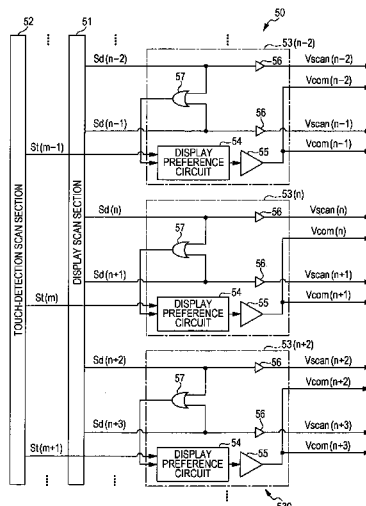 50
52
51
53(n-2)
Sd(n-2)
56
Vscan(n-2)
57
Vcom(n-2)
56
Sd(n-1)
54
Vscan(n-1)
St(m-1)
DISPLAY PREFERENCE CIRCUIT
55
Vcom(n-1)
53(n)
Sd(n)
56
Vscan(n)
57
Vcom(n)
56
Sd(n+1)
54
Vscan(n+1)
St(m)
DISPLAY PREFERENCE CIRCUIT
55
Vcom(n+1)
53(n+2)
Sd(n+2)
56
Vscan(n+2)
57
Vcom(n+2)
56
Sd(n+3)
54
Vscan(n+3)
St(m+1)
DISPLAY PREFERENCE CIRCUIT
55
Vcom(n+3)
530
TOUCH-DETECTION SCAN SECTION
DISPLAY SCAN SECTION